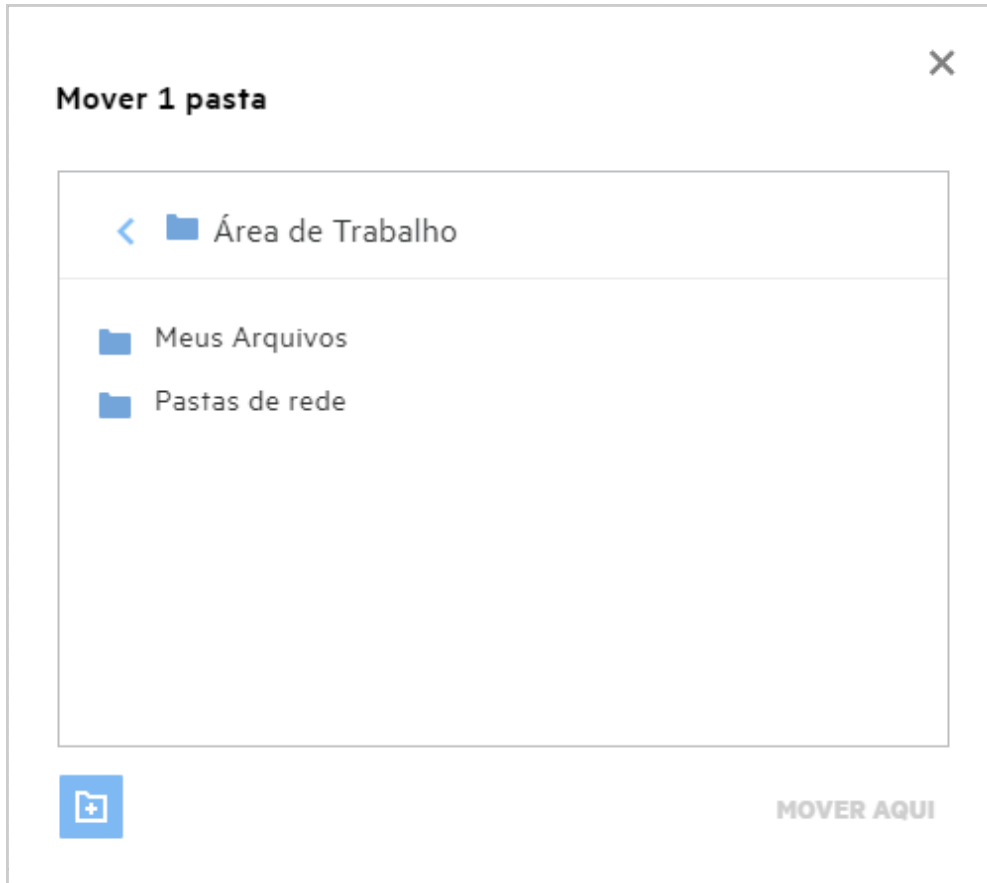 Mover 1 pasta
Área de Trabalho
Meus Arquivos
Pastas de rede
MOVER AQUI